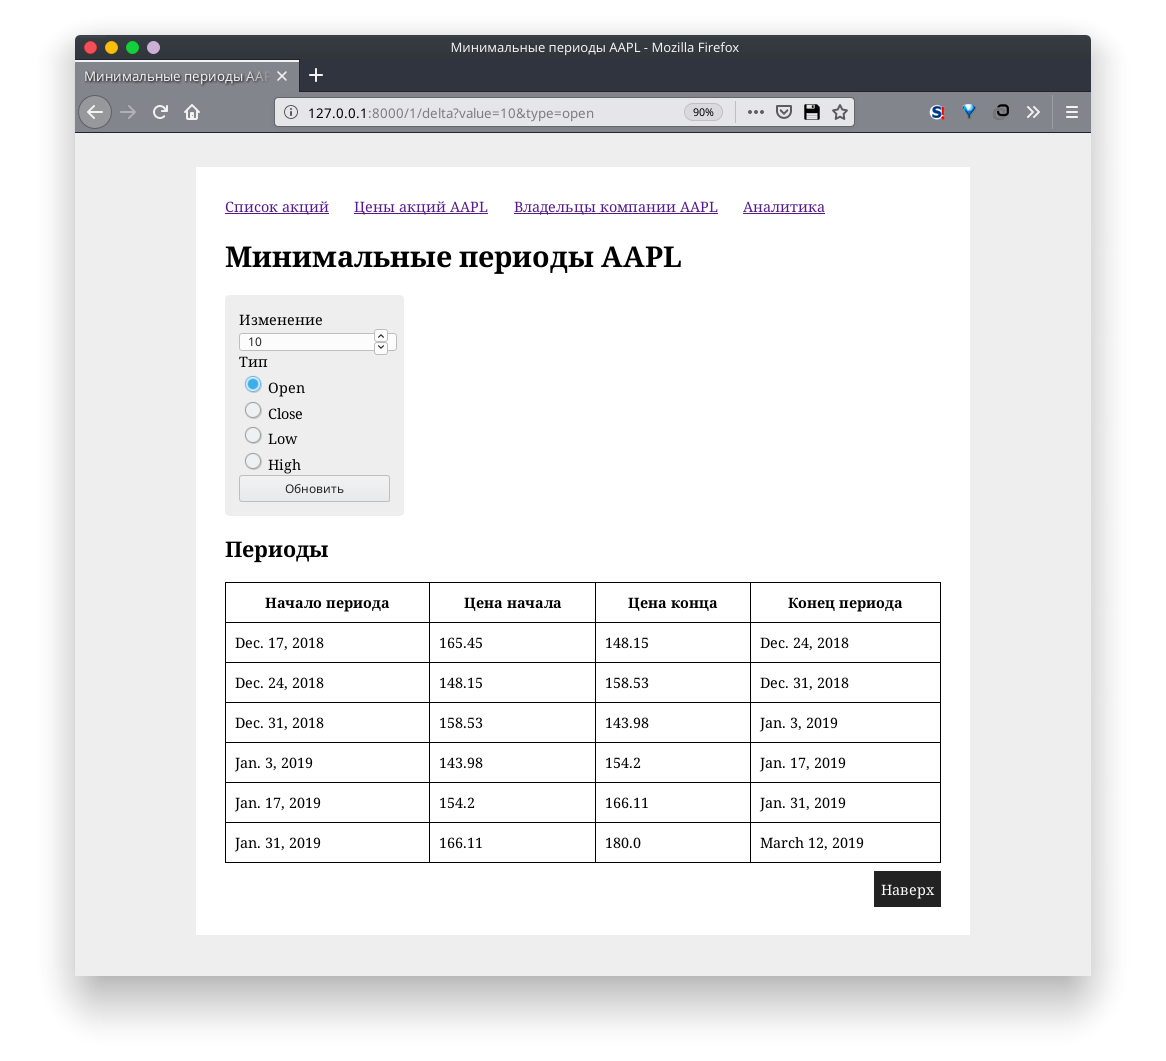 Минимальные периоды AAPL - Mozilla Firefox
Минимальные периоды AAP
127.0.0.1:8000/1/delta?value=10&type=open 90%
Список акций Цены акций AAPL Владельцы компании AAPL Аналитика
Минимальные периоды AAPL
Изменение
10
Тип
Open
Close
Low
High
Обновить
Периоды
Начало периода Цена начала Цена конца Конец периода
Dec. 17, 2018 165.45 148.15 Dec. 24, 2018
Dec. 24, 2018 148.15 158.53 Dec. 31, 2018
Dec. 31, 2018 158.53 143.98 Jan. 3, 2019
Jan. 3, 2019 143.98 154.2 Jan. 17, 2019
Jan. 17, 2019 154.2 166.11 Jan. 31, 2019
Jan. 31, 2019 166.11 180.0 March 12, 2019
Наверх